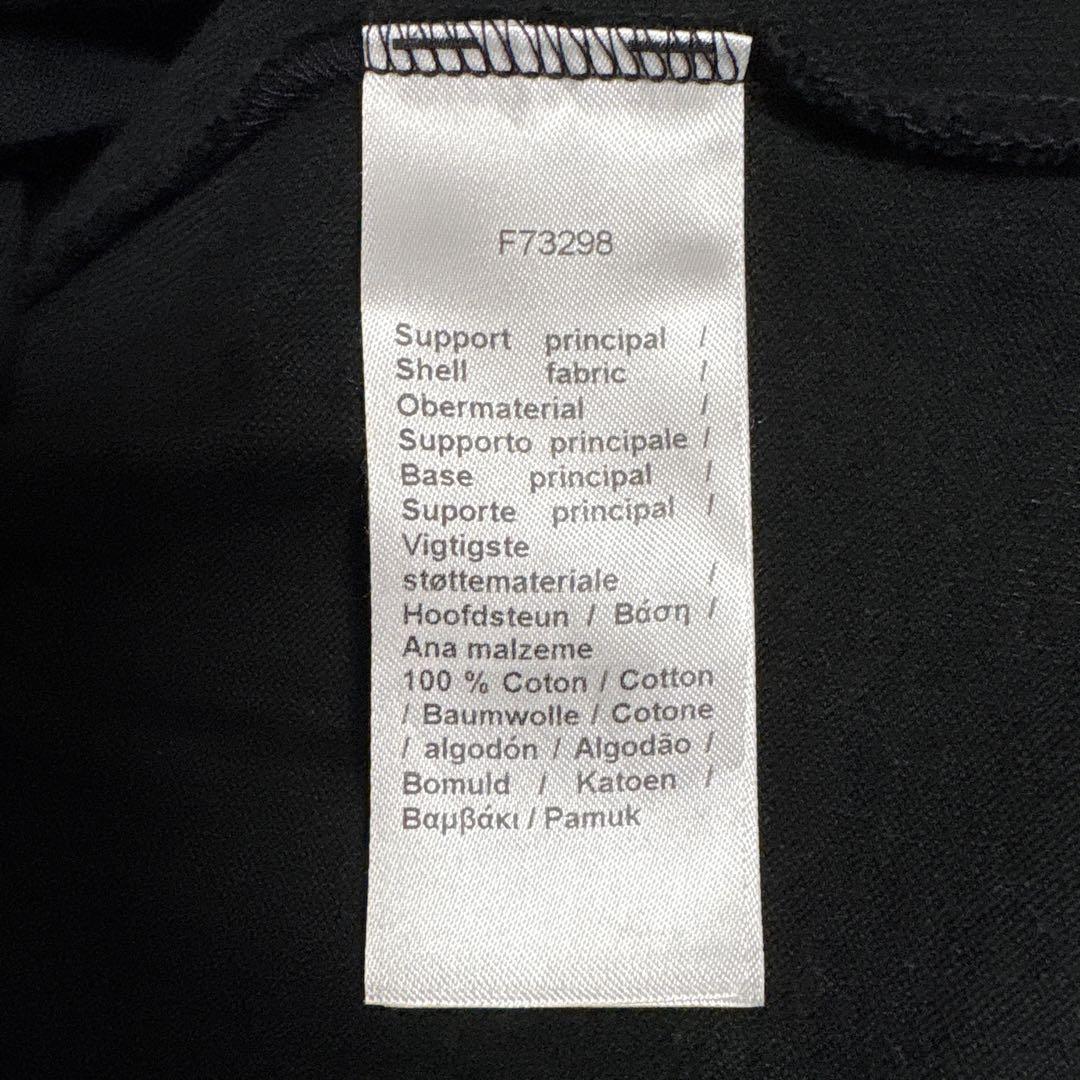 F73298
Support principal /
Shell fabric /
Obermaterial /
Supporto principale /
Base principal /
Suporte principal /
Vigtigste
støttemateriale /
Hoofdsteun / Βάση /
Ana malzeme
100 % Coton / Cotton
/ Baumwolle / Cotone
/ algodón / Algodão /
Bomuld / Katoen /
Βαμβάκι / Pamuk